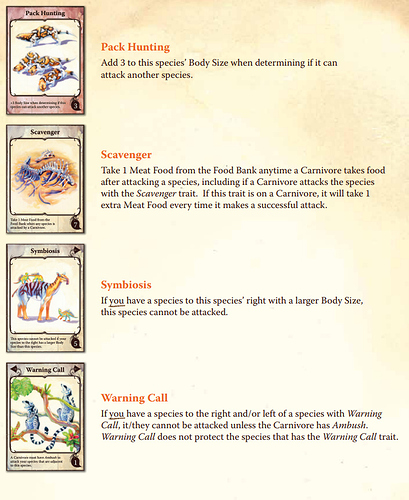 Pack Hunting
+3 Body Size when determining if this
species can attack another species.
3
Pack Hunting
Add 3 to this species' Body Size when determining if it can
attack another species.
Scavenger
Take 1 Meat Food from the
Food Bank when any species is
attacked by a Carnivore.
Scavenger
Take 1 Meat Food from the Food Bank anytime a Carnivore takes food
after attacking a species, including if a Carnivore attacks the species
with the Scavenger trait.  If this trait is on a Carnivore, it will take 1
extra Meat Food every time it makes a successful attack.
Symbiosis
This species cannot be attacked if your
species to the right has a larger Body
Size than this species.
5
Symbiosis
If you have a species to this species' right with a larger Body Size,
this species cannot be attacked.
Warning Call
A Carnivore must have Ambush to
attack your species that are adjacent
to this species.
Warning Call
If you have a species to the right and/or left of a species with Warning
Call, it/they cannot be attacked unless the Carnivore has Ambush.
Warning Call does not protect the species that has the Warning Call trait.